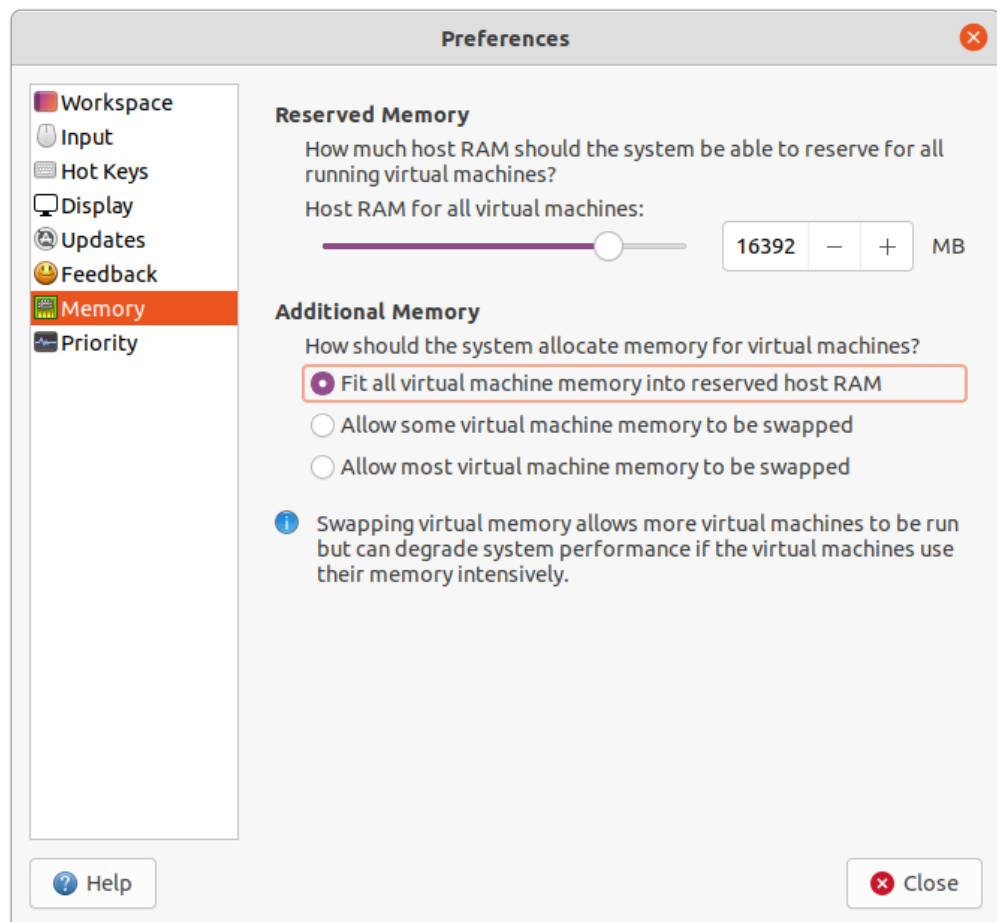 Preferences
Workspace
Input
Hot Keys
Display
Updates
Feedback
Memory
Priority
Reserved Memory
How much host RAM should the system be able to reserve for all
running virtual machines?
Host RAM for all virtual machines:
16392 − + MB
Additional Memory
How should the system allocate memory for virtual machines?
Fit all virtual machine memory into reserved host RAM
Allow some virtual machine memory to be swapped
Allow most virtual machine memory to be swapped
Swapping virtual memory allows more virtual machines to be run
but can degrade system performance if the virtual machines use
their memory intensively.
Help
Close